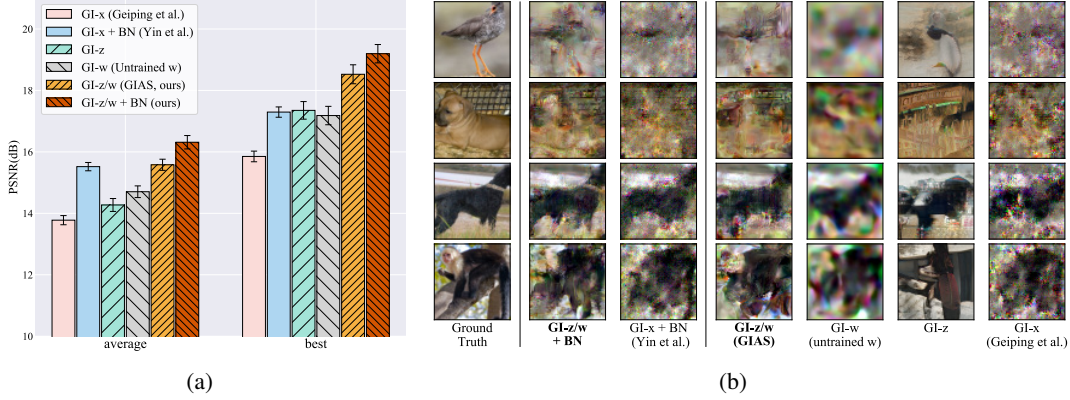 GI-x (Geiping et al.)
GI-x + BN (Yin et al.)
GI-z
GI-w (Untrained w)
GI-z/w (GIAS, ours)
GI-z/w + BN (ours)
PSNR(dB)
20
18
16
14
12
10
average
best
(a)
Ground
Truth
GI-z/w
+ BN
GI-x + BN
(Yin et al.)
GI-z/w
(GIAS)
GI-w
(untrained w)
GI-z
GI-x
(Geiping et al.)
(b)